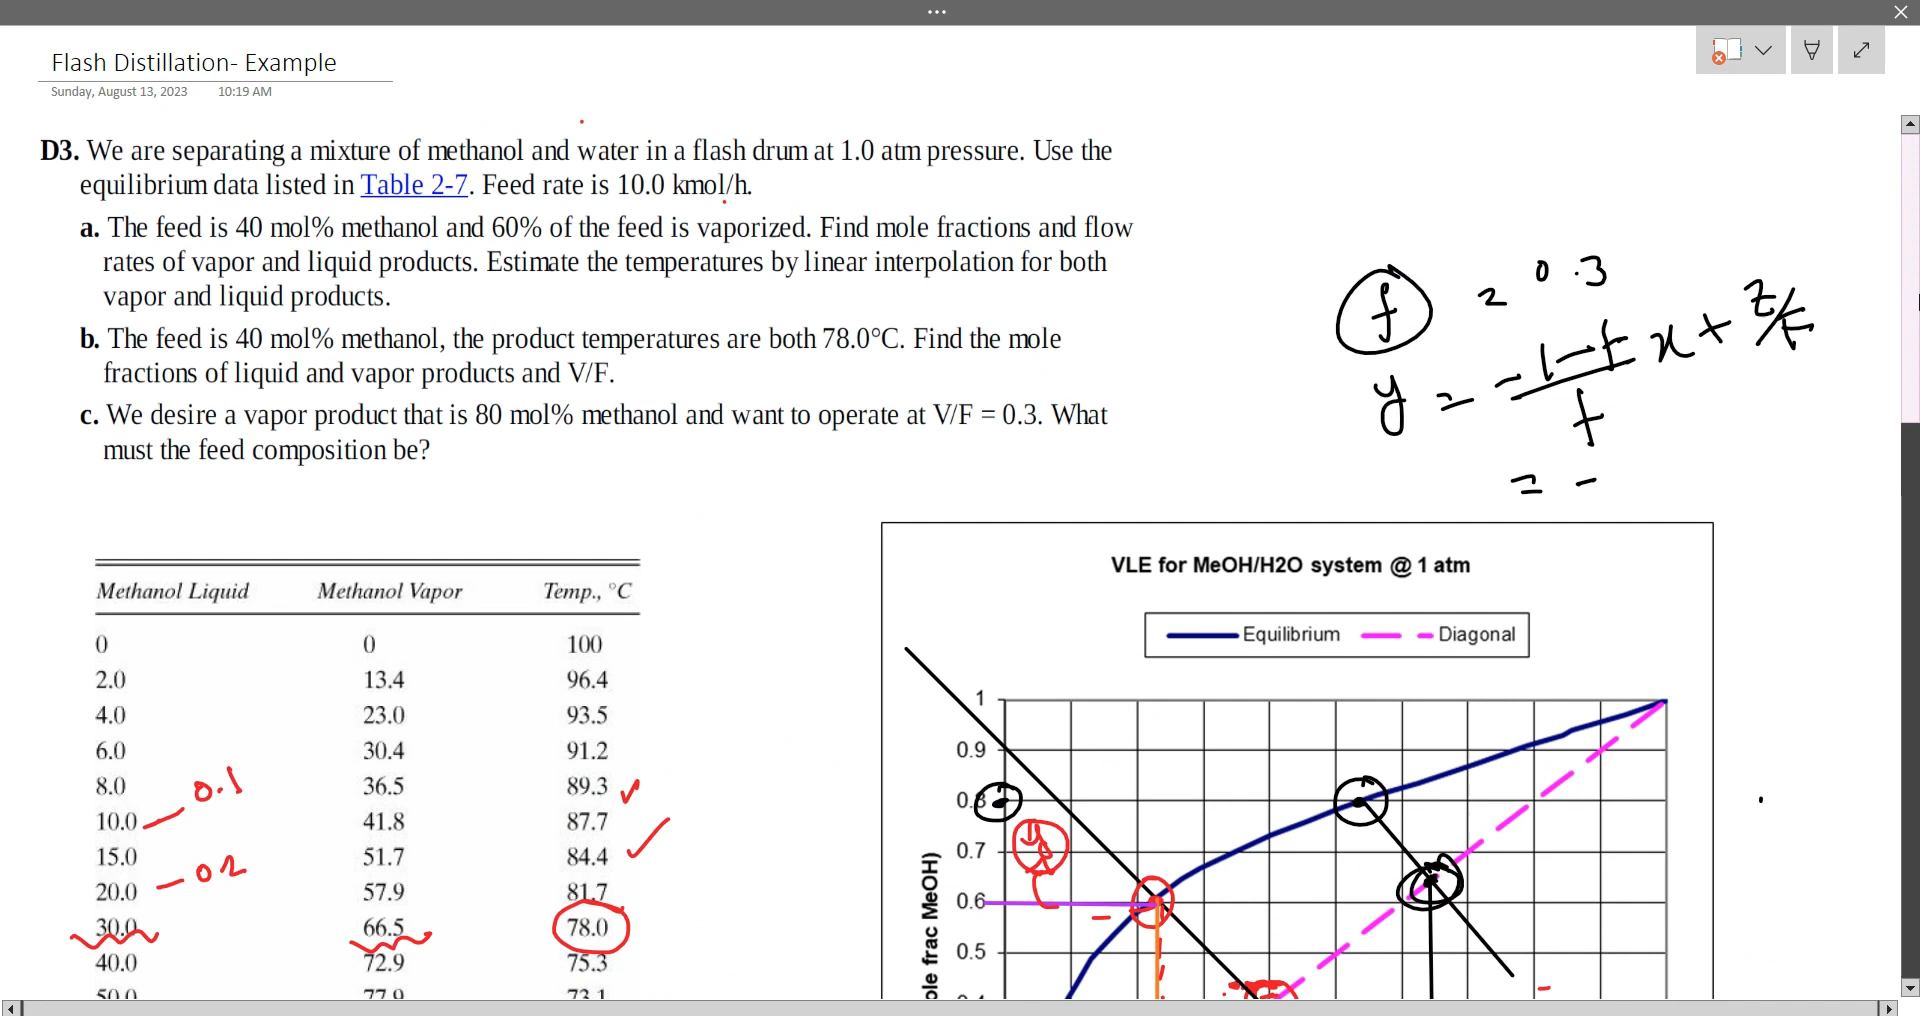 Flash Distillation- Example
Sunday, August 13, 2023 10:19 AM
D3. We are separating a mixture of methanol and water in a flash drum at 1.0 atm pressure. Use the
equilibrium data listed in Table 2-7. Feed rate is 10.0 kmol/h.
a. The feed is 40 mol% methanol and 60% of the feed is vaporized. Find mole fractions and flow
rates of vapor and liquid products. Estimate the temperatures by linear interpolation for both
vapor and liquid products.
b. The feed is 40 mol% methanol, the product temperatures are both 78.0°C. Find the mole
fractions of liquid and vapor products and V/F.
c. We desire a vapor product that is 80 mol% methanol and want to operate at V/F = 0.3. What
must the feed composition be?
f = 0.3
y = - 1-f/f x + z/f
= -
Methanol Liquid Methanol Vapor Temp., °C
0 0 100
2.0 13.4 96.4
4.0 23.0 93.5
6.0 30.4 91.2
8.0 36.5 89.3
10.0 0.1 41.8 87.7
15.0 51.7 84.4
20.0 0.2 57.9 81.7
30.0 66.5 78.0
40.0 72.9 75.3
50.0 77.9 73.1
VLE for MeOH/H2O system @ 1 atm
Equilibrium Diagonal
1
0.9
0.8
0.7
0.6
0.5
ole frac MeOH)